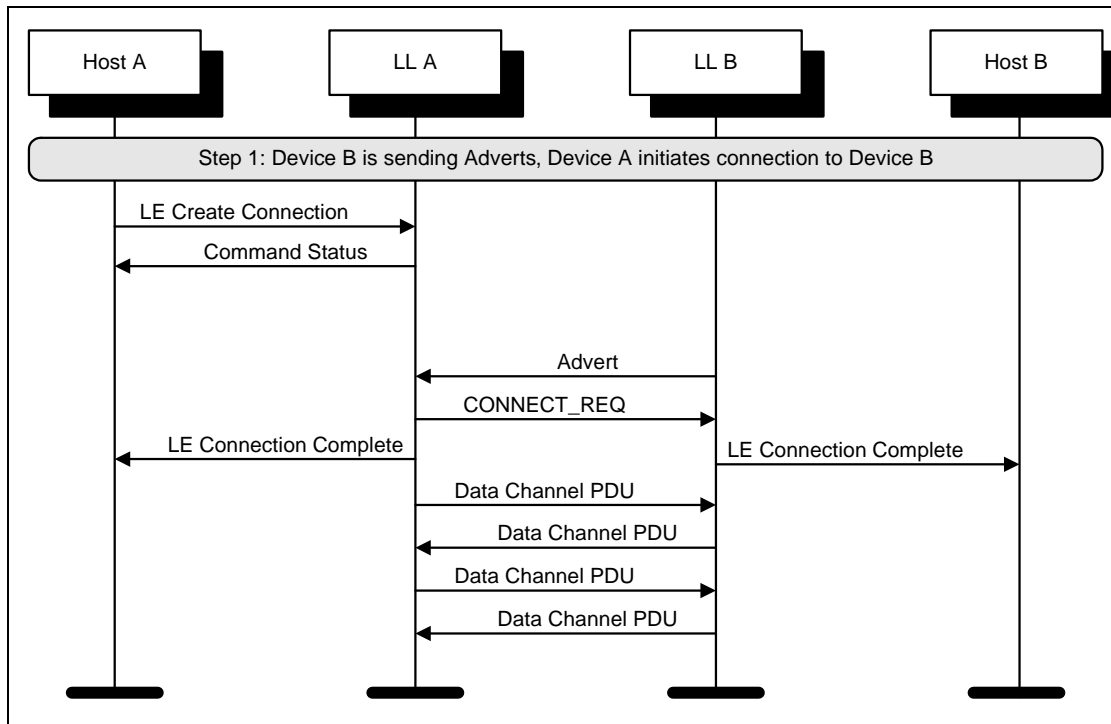 Host A
LL A
LL B
Host B
Step 1: Device B is sending Adverts, Device A initiates connection to Device B
LE Create Connection
Command Status
Advert
CONNECT_REQ
LE Connection Complete
LE Connection Complete
Data Channel PDU
Data Channel PDU
Data Channel PDU
Data Channel PDU